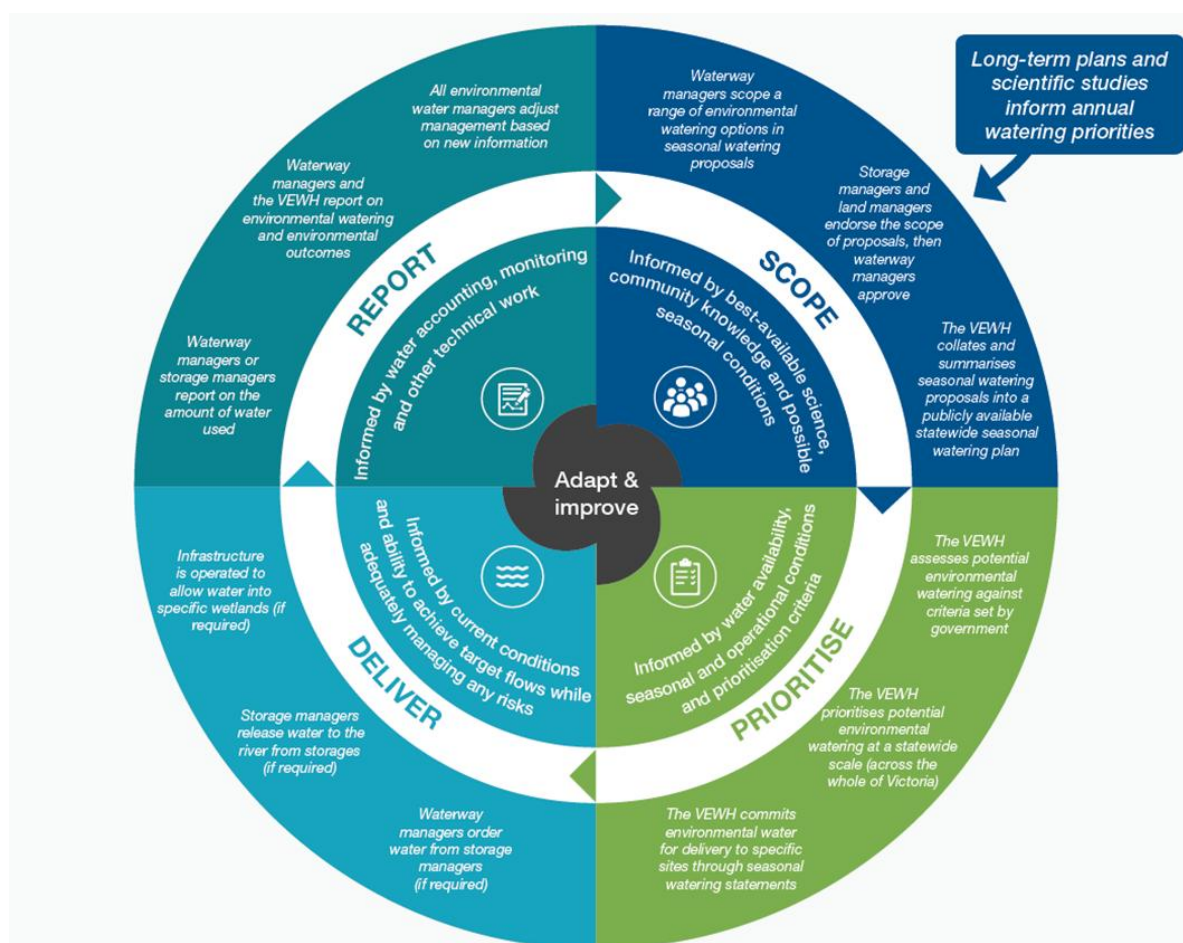 Long-term plans and
scientific studies
inform annual
watering priorities
Waterway
managers scope a
range of environmental
watering options in
seasonal watering
proposals
Storage
managers and
land managers
endorse the scope
of proposals, then
waterway
managers
approve
The VEWH
collates and
summarises
seasonal watering
proposals into a
publicly available
statewide seasonal
watering plan
SCOPE
Informed by best-available science,
community knowledge and possible
seasonal conditions
The VEWH
assesses potential
environmental
watering against
criteria set by
government
The VEWH
prioritises potential
environmental
watering at a statewide
scale (across the
whole of Victoria)
The VEWH commits
environmental water
for delivery to specific
sites through seasonal
watering statements
PRIORITISE
Informed by water availability,
seasonal and operational conditions
and prioritisation criteria
Waterway
managers order
water from storage
managers
(if required)
Storage managers
release water to the
river from storages
(if required)
Infrastructure
is operated to
allow water into
specific wetlands (if
required)
DELIVER
Informed by current conditions
and ability to achieve target flows while
adequately managing any risks
Waterway
managers or
storage managers
report on the
amount of water
used
Waterway
managers and
the VEWH report on
environmental watering
and environmental
outcomes
All environmental
water managers adjust
management based
on new information
REPORT
Informed by water accounting, monitoring
and other technical work
Adapt &
improve